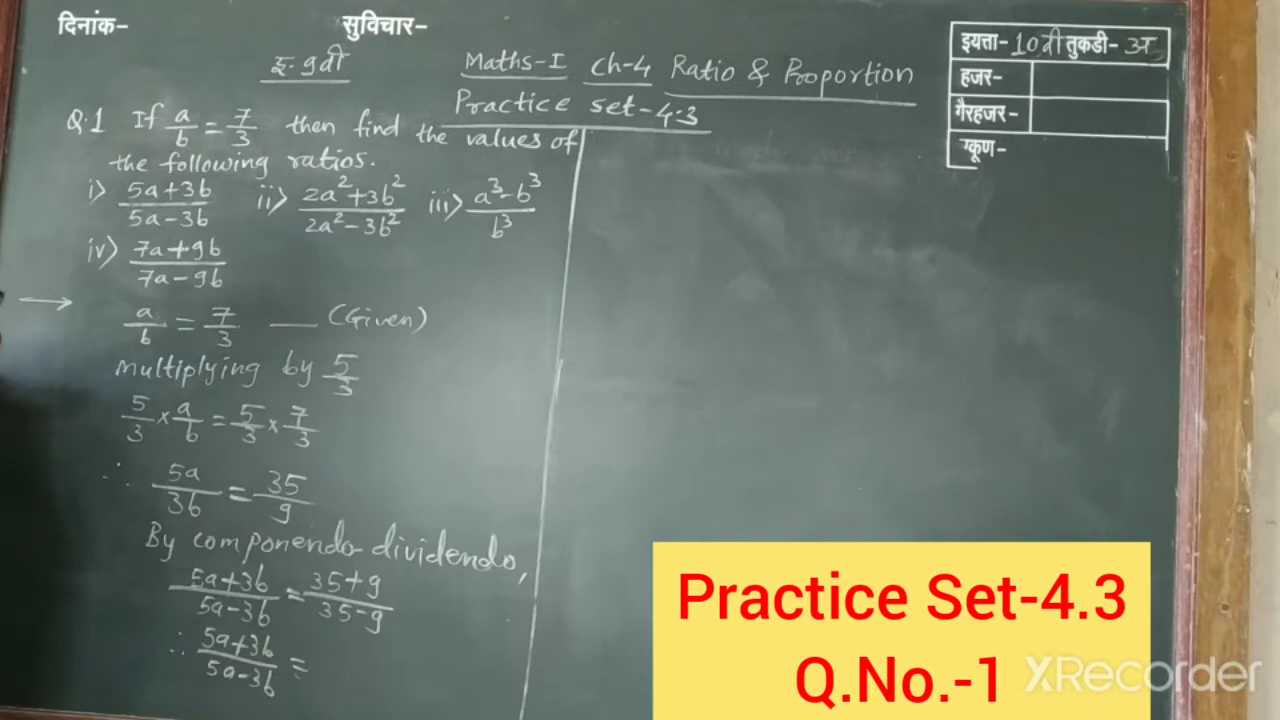 दिनांक- सुविचार-
इयत्ता- 10वी तुकडी- अ
हजर-
गैरहजर-
एकूण-
इ- 9वी Maths-I Ch-4 Ratio & Proportion
Practice set-4.3
Q.1 If a/b = 7/3 then find the values of
the following ratios.
i) 5a+3b/5a-3b ii) 2a²+3b²/2a²-3b² iii) a³-b³/b³
iv) 7a+9b/7a-9b
→ a/b = 7/3 — (Given)
multiplying by 5/3
5/3 × a/b = 5/3 × 7/3
∴ 5a/3b = 35/9
By componendo-dividendo,
5a+3b/5a-3b = 35+9/35-9
∴ 5a+3b/5a-3b =
Practice Set-4.3
Q.No.-1
XRecorder